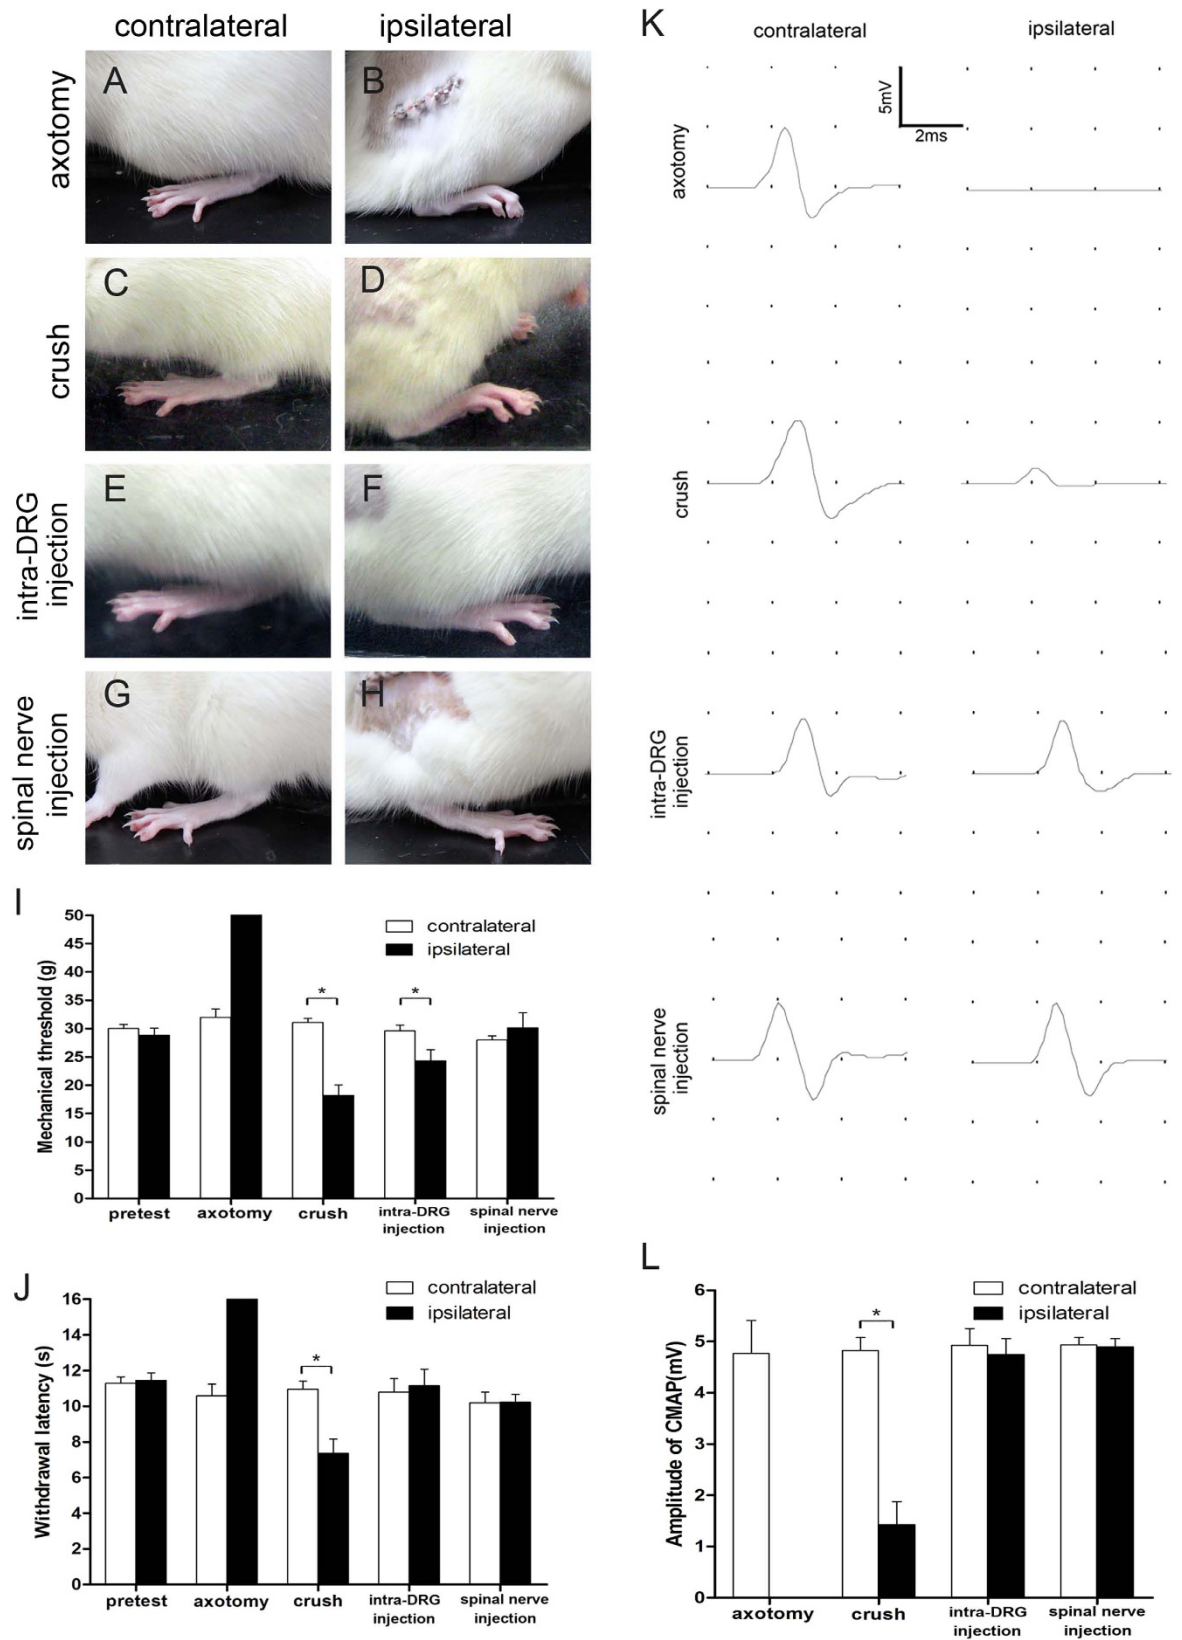 contralateral ipsilateral
axotomy
A B
crush
C D
intra-DRG
injection
E F
spinal nerve
injection
G H
I
Mechanical threshold (g)
50
45
40
35
30
25
20
15
10
5
0
contralateral
ipsilateral
* *
pretest axotomy crush intra-DRG injection spinal nerve injection
J
Withdrawal latency (s)
16
14
12
10
8
6
4
2
0
contralateral
ipsilateral
*
pretest axotomy crush intra-DRG injection spinal nerve injection
K
contralateral ipsilateral
5mV
2ms
axotomy
crush
intra-DRG
injection
spinal nerve
injection
L
Amplitude of CMAP(mV)
6
5
4
3
2
1
0
contralateral
ipsilateral
*
axotomy crush intra-DRG injection spinal nerve injection